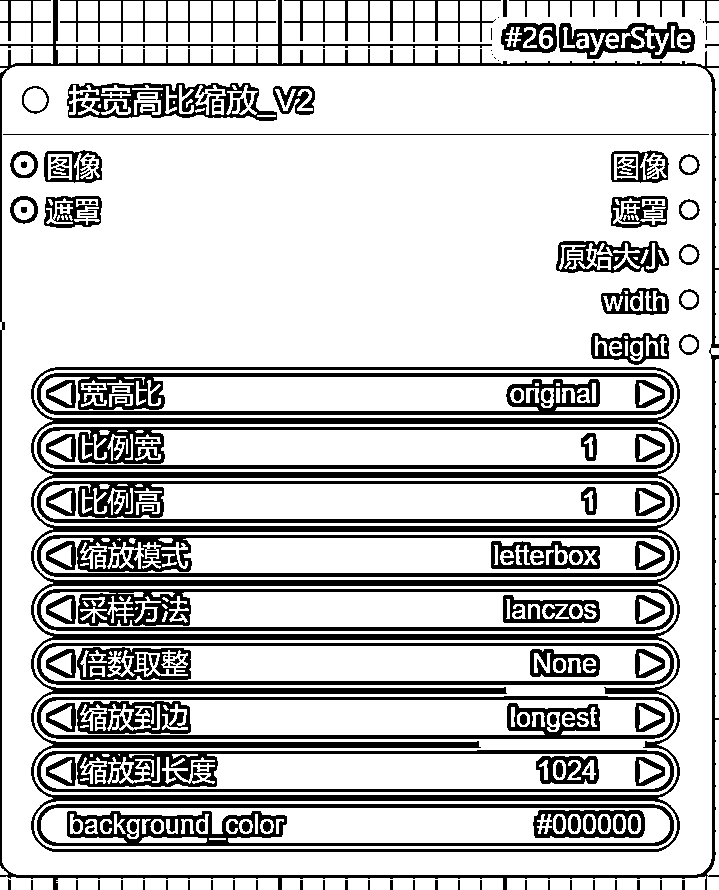 #26 LayerStyle
按宽高比缩放_V2
图像 图像
遮罩 遮罩
原始大小
width
height
宽高比 original
比例宽 1
比例高 1
缩放模式 letterbox
采样方法 lanczos
倍数取整 None
缩放到边 longest
缩放到长度 1024
background_color #000000